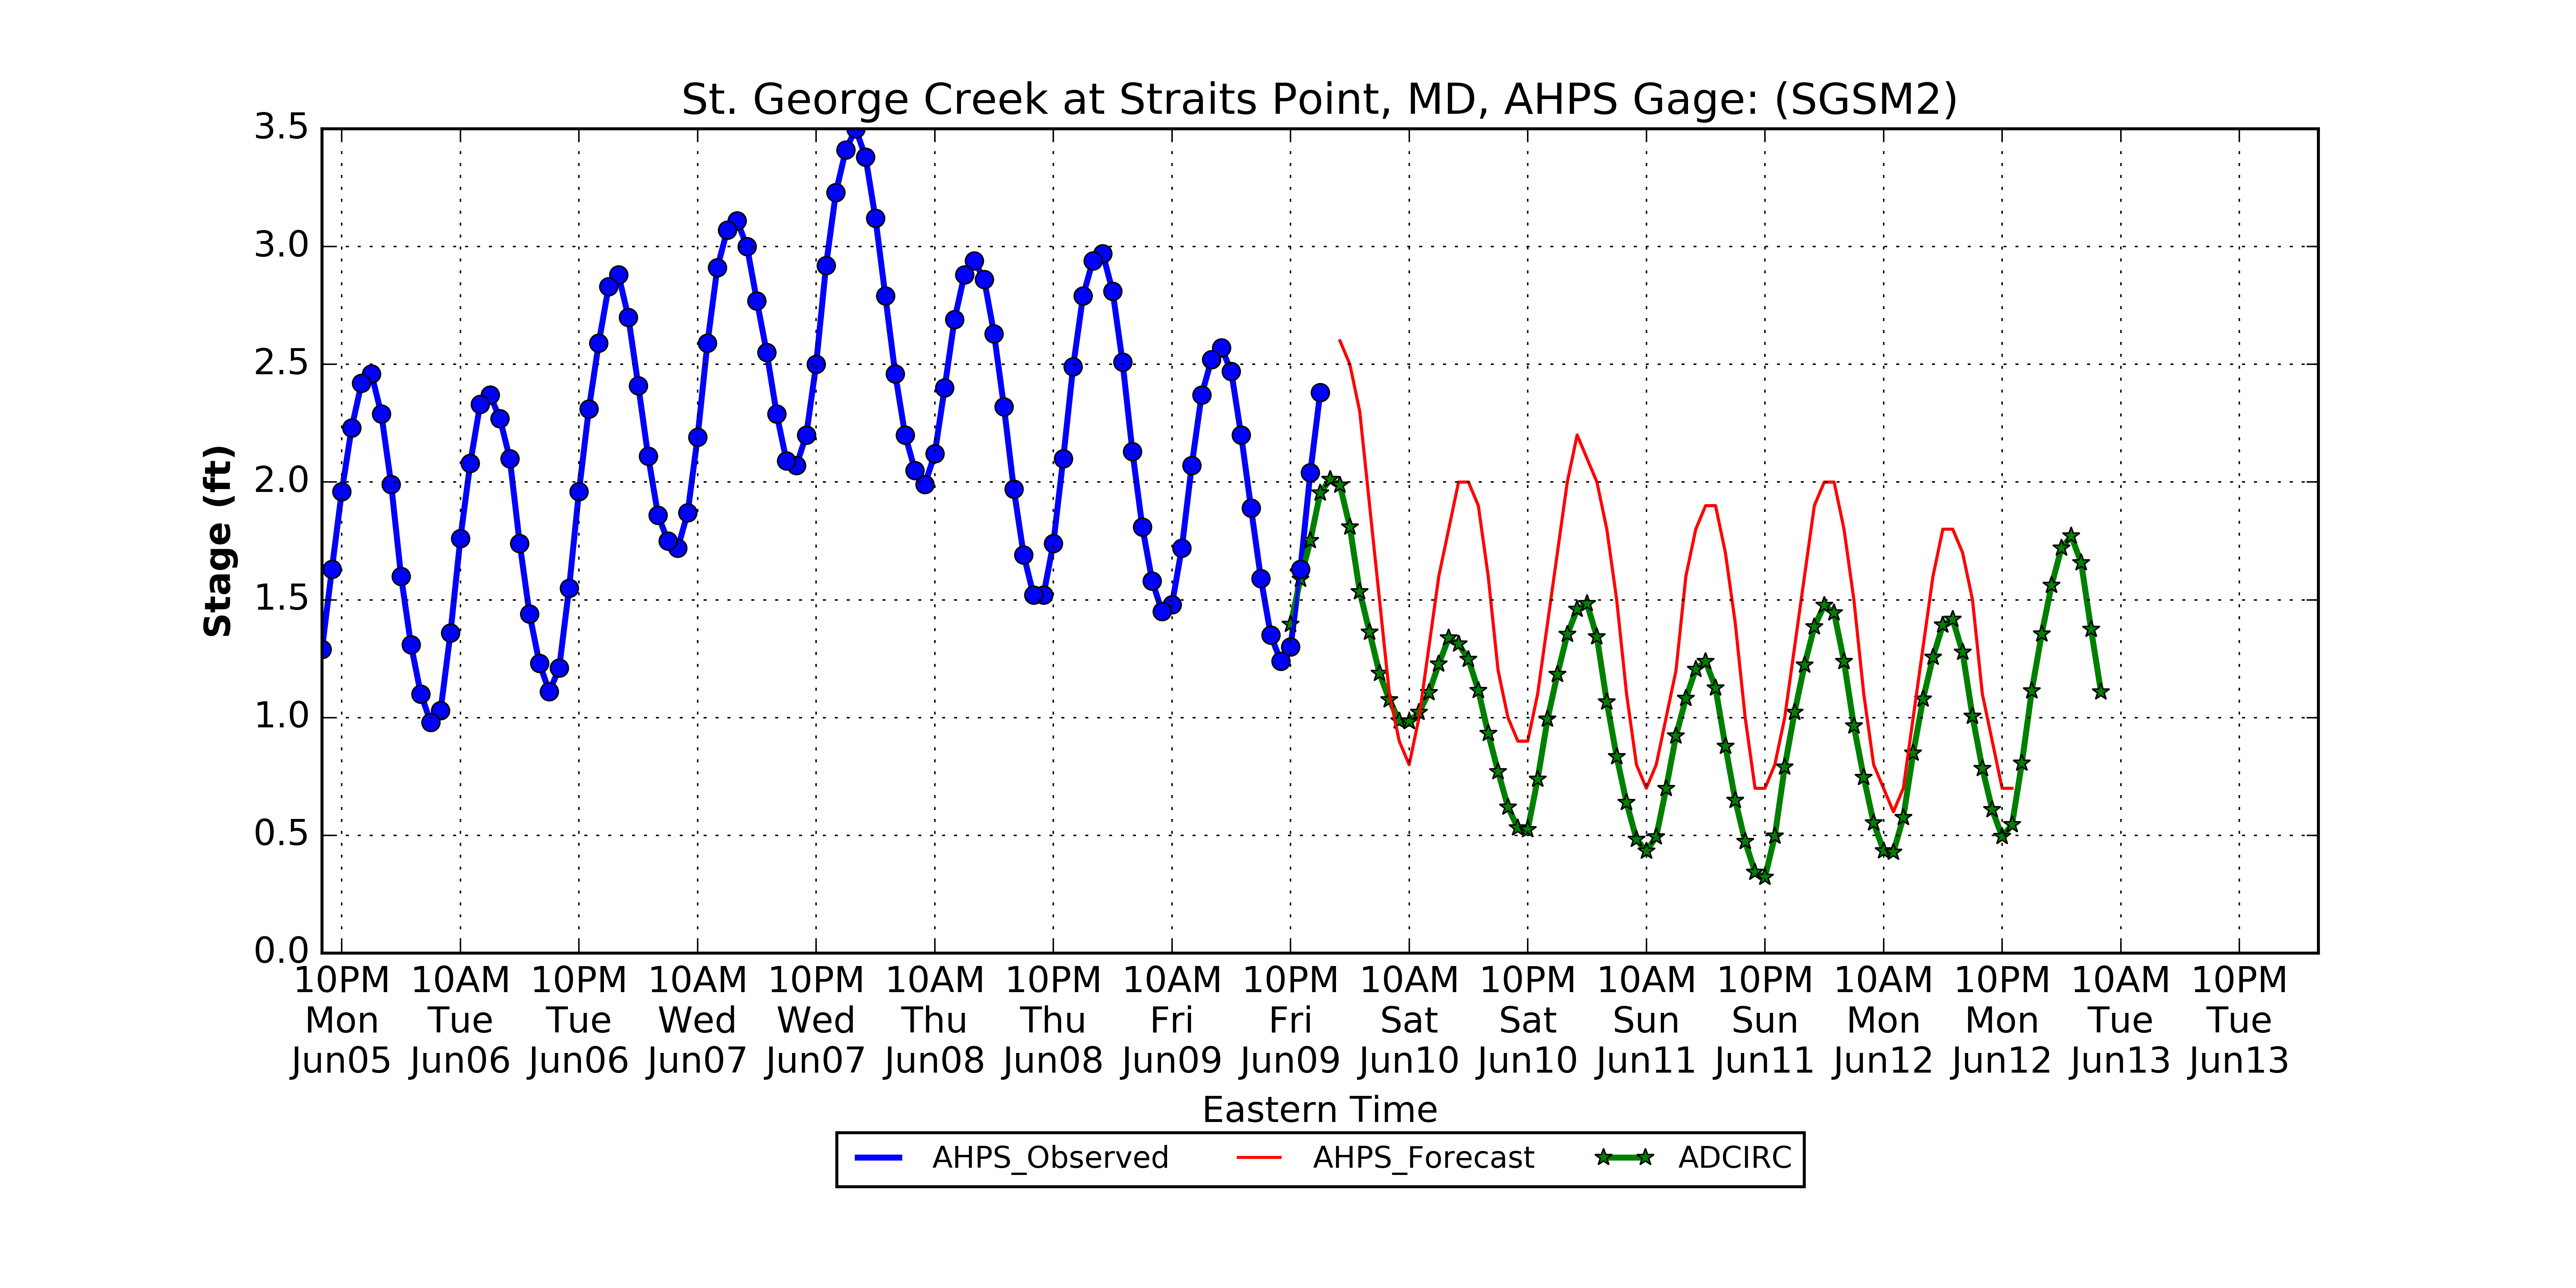 St. George Creek at Straits Point, MD, AHPS Gage: (SGSM2)
3.5
3.0
2.5
2.0
1.5
1.0
0.5
0.0
Stage (ft)
10PM 10AM 10PM 10AM 10PM 10AM 10PM 10AM 10PM 10AM 10PM 10AM 10PM 10AM 10PM 10AM 10PM
Mon Tue Tue Wed Wed Thu Thu Fri Fri Sat Sat Sun Sun Mon Mon Tue Tue
Jun05 Jun06 Jun06 Jun07 Jun07 Jun08 Jun08 Jun09 Jun09 Jun10 Jun10 Jun11 Jun11 Jun12 Jun12 Jun13 Jun13
Eastern Time
AHPS_Observed AHPS_Forecast ADCIRC